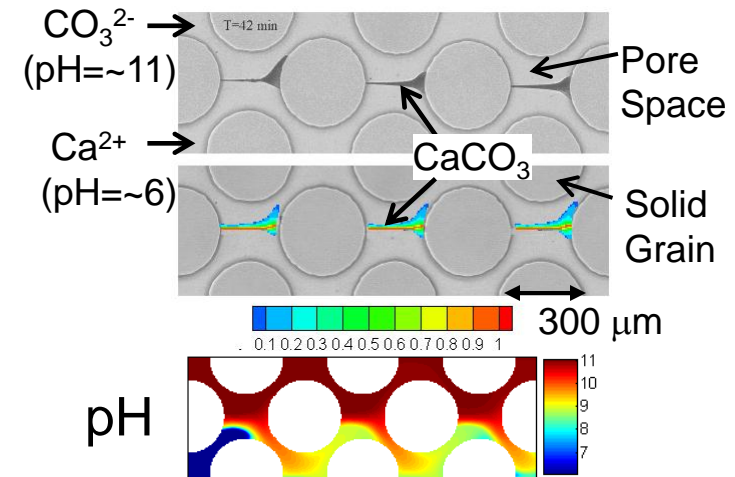 CO₃²⁻
(pH=~11)
T=42 min
Pore
Space
Ca²⁺
(pH=~6)
CaCO₃
Solid
Grain
300 μm
0.1 0.2 0.3 0.4 0.5 0.6 0.7 0.8 0.9 1
pH
11
10
9
8
7